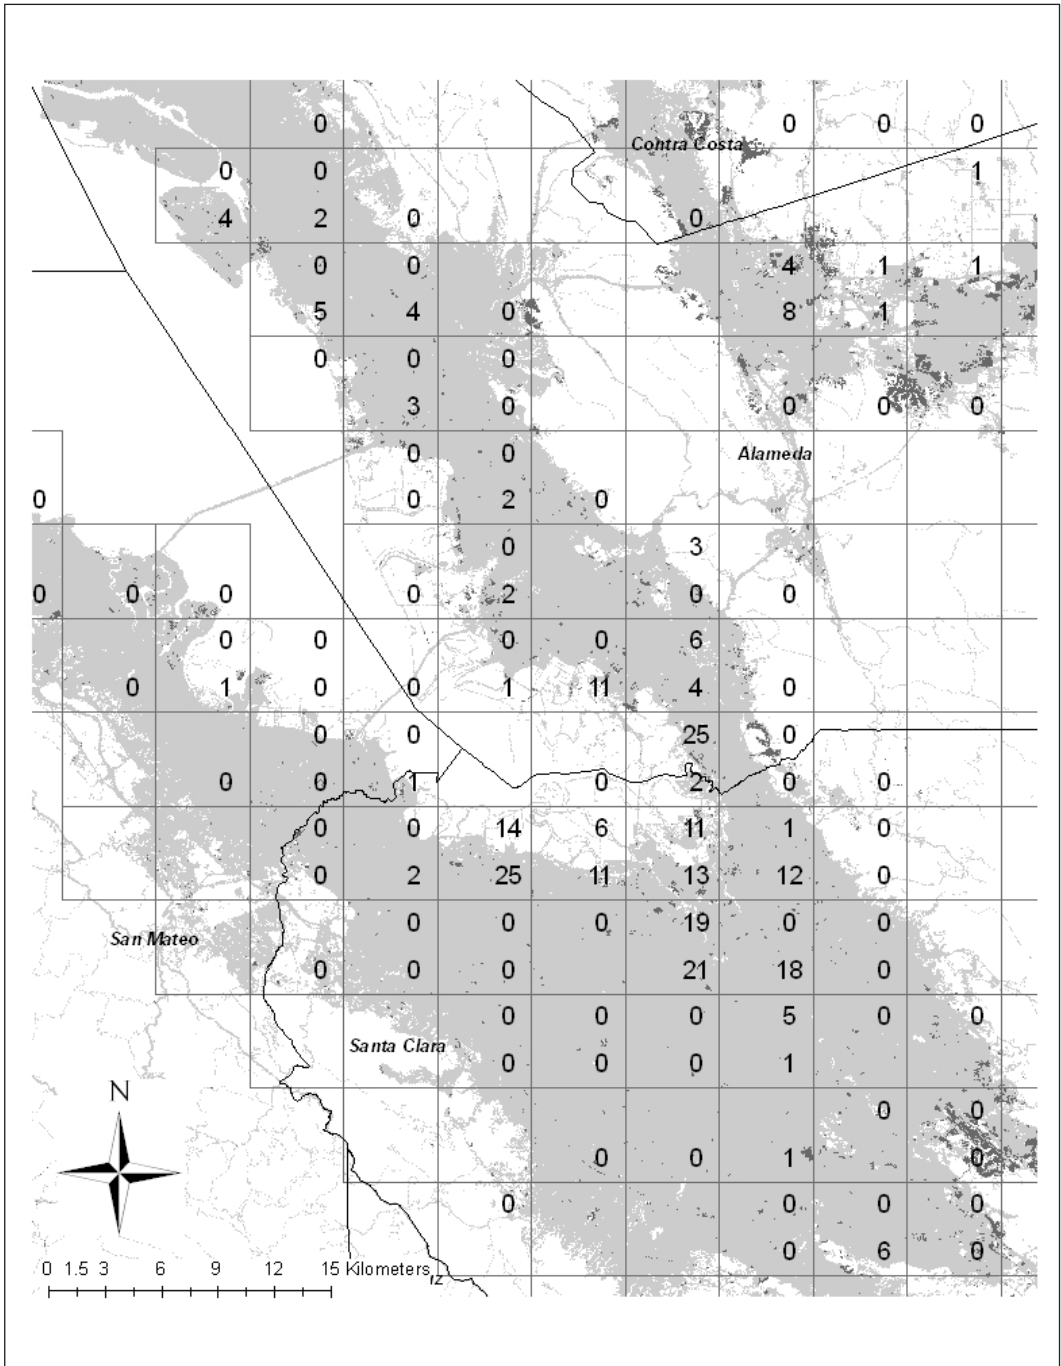 0 0 0 0
Contra Costa
0 0 1
4 2 0 0
0 0 4 1 1
5 4 0 8 1
0 0 0
3 0 0 0 0
0 0 Alameda
0 0 2 0
0 3
0 0 0 0 2 0 0
0 0 0 0 6
0 1 0 0 1 11 4 0
0 0 25 0
0 0 1 0 2 0 0
0 0 14 6 11 1 0
0 2 25 11 13 12 0
0 0 0 19 0 0
San Mateo
0 0 0 21 18 0
0 0 0 5 0 0
Santa Clara
0 0 0 1
N
0 0
0 0 1 0
0 0 0 0
0 6 0
0 1.5 3 6 9 12 15 Kilometers